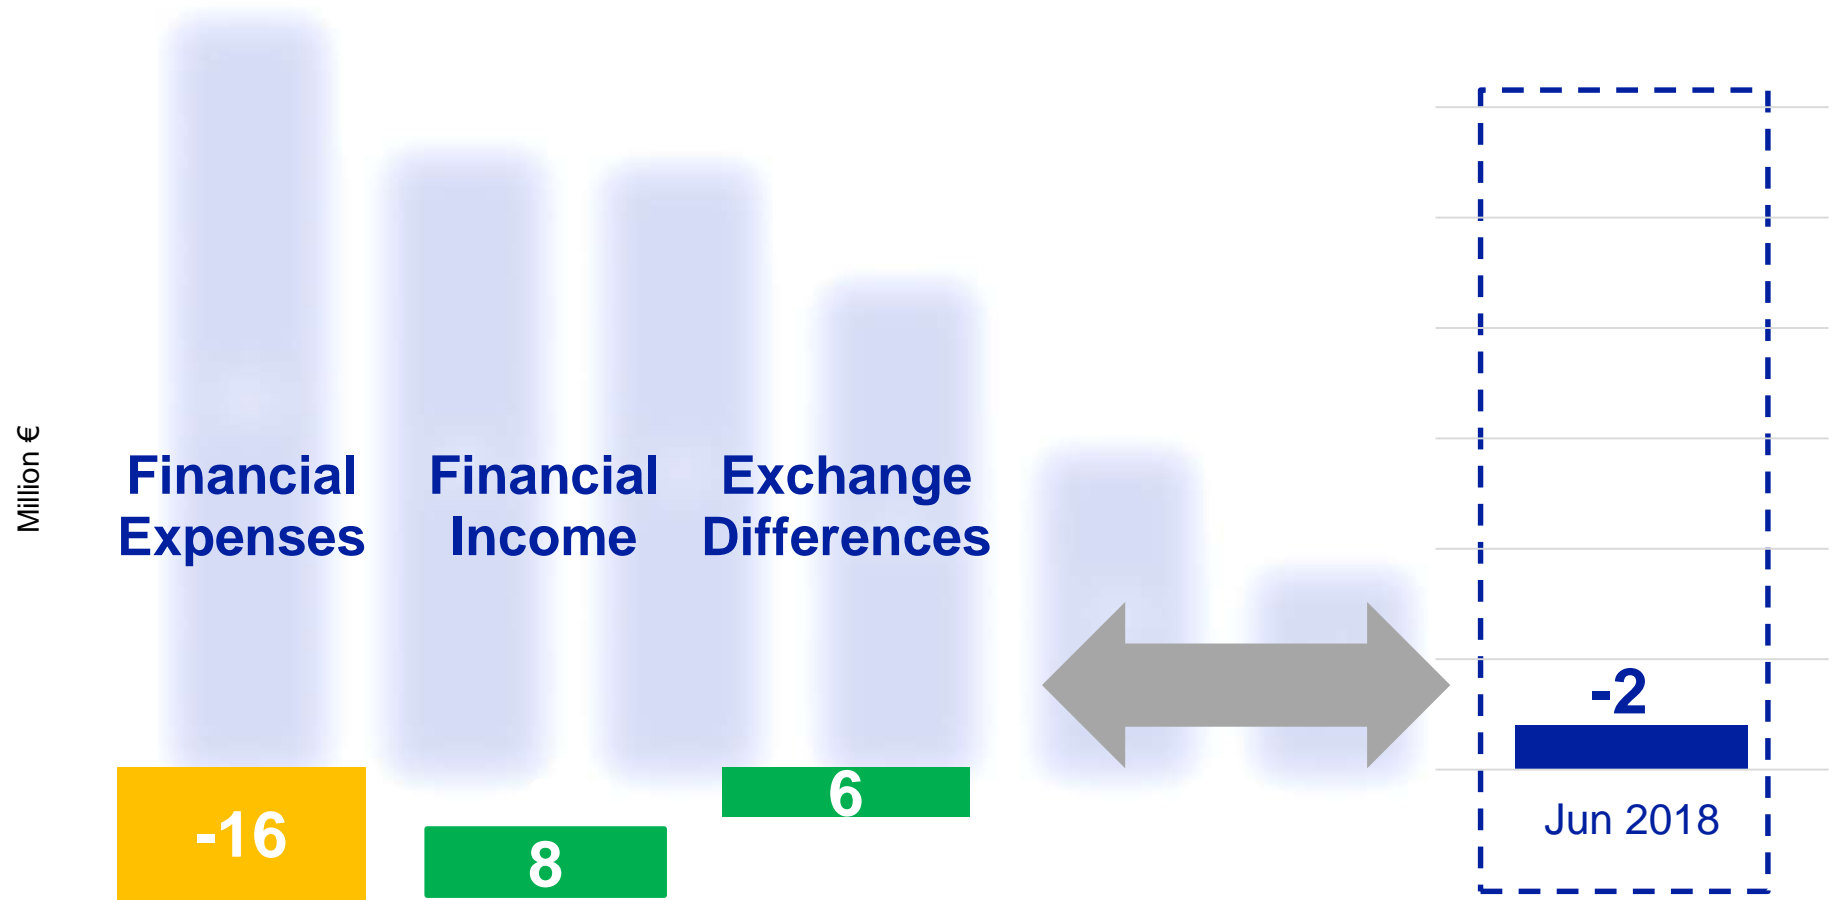 Million €
Financial
Expenses
Financial
Income
Exchange
Differences
-16
8
6
-2
Jun 2018